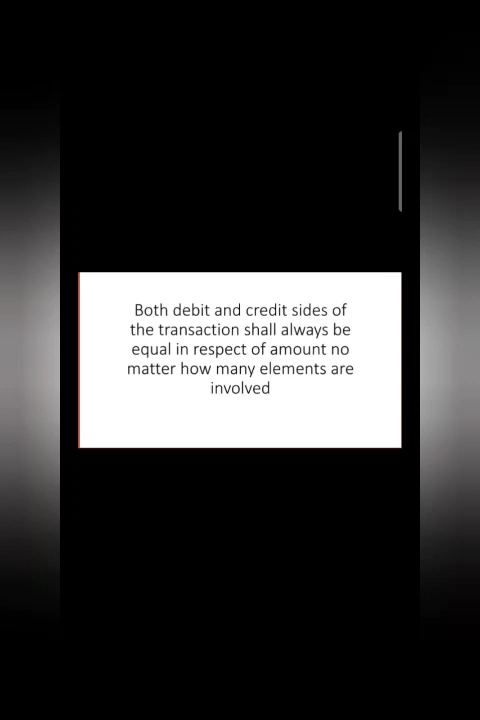 Both debit and credit sides of
the transaction shall always be
equal in respect of amount no
matter how many elements are
involved